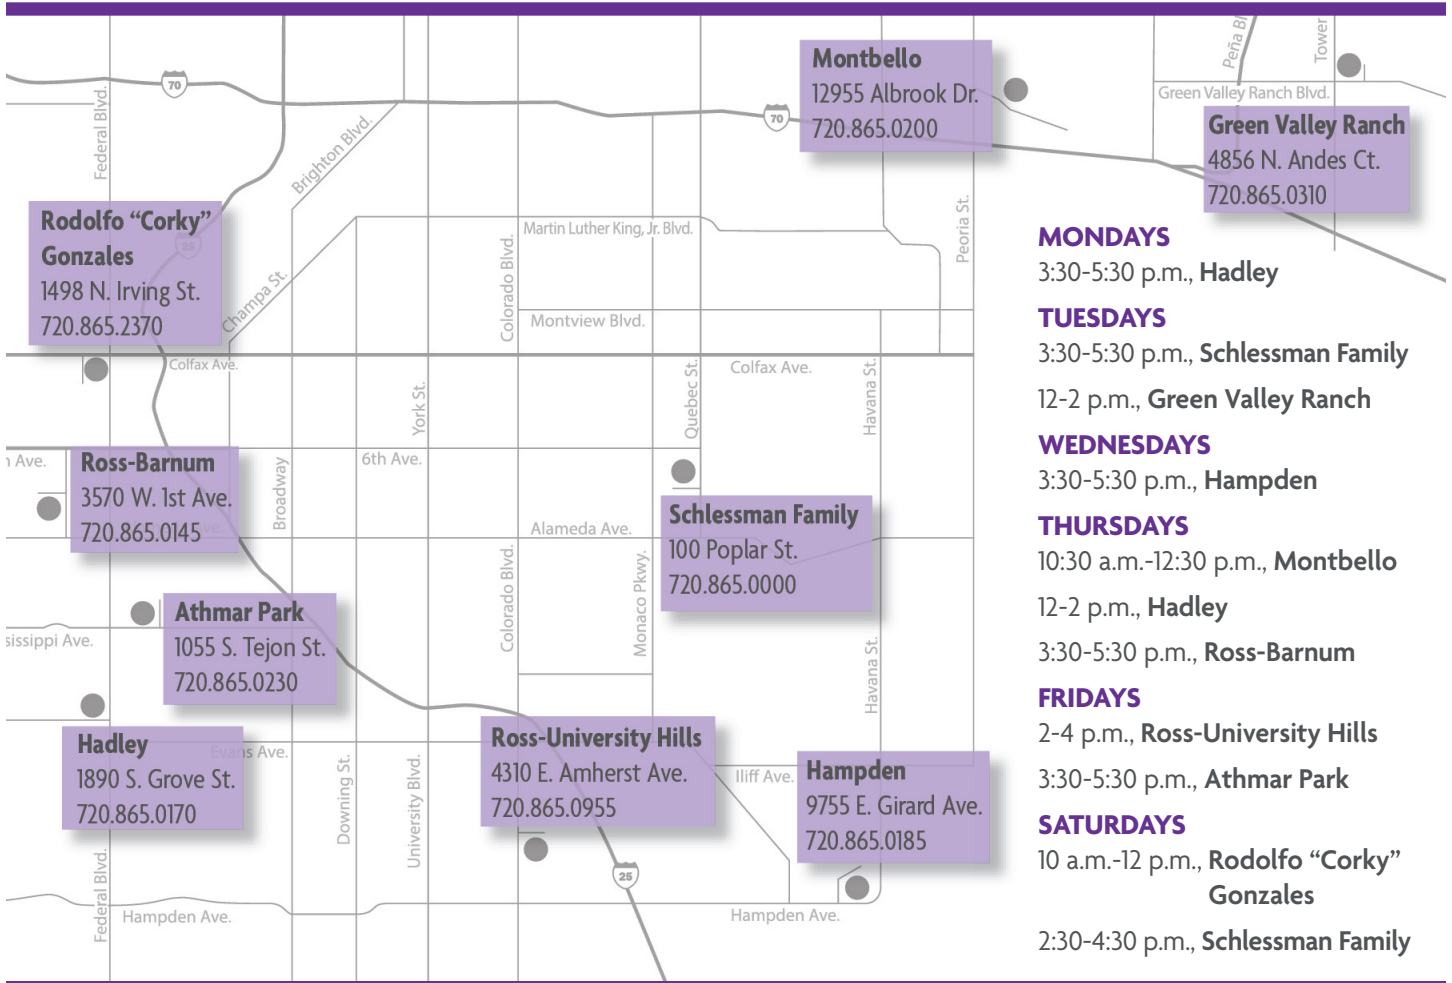 Montbello
12955 Albrook Dr.
720.865.0200
Peña Bl
Tower
Green Valley Ranch Blvd.
Green Valley Ranch
4856 N. Andes Ct.
720.865.0310
70
70
Federal Blvd.
Brighton Blvd.
Rodolfo “Corky”
Gonzales
1498 N. Irving St.
720.865.2370
25
Champa St.
Martin Luther King, Jr. Blvd.
Colorado Blvd.
Peoria St.
Montview Blvd.
Colfax Ave.
Colfax Ave.
York St.
Quebec St.
Havana St.
Ave.
6th Ave.
Ross-Barnum
3570 W. 1st Ave.
720.865.0145
Broadway
Alameda Ave.
Schlessman Family
100 Poplar St.
720.865.0000
Colorado Blvd.
Monaco Pkwy.
Athmar Park
1055 S. Tejon St.
720.865.0230
sissippi Ave.
Havana St.
Hadley
1890 S. Grove St.
720.865.0170
Evans Ave.
Downing St.
University Blvd.
Ross-University Hills
4310 E. Amherst Ave.
720.865.0955
Iliff Ave.
Hampden
9755 E. Girard Ave.
720.865.0185
25
Federal Blvd.
Hampden Ave.
Hampden Ave.
MONDAYS
3:30-5:30 p.m., Hadley
TUESDAYS
3:30-5:30 p.m., Schlessman Family
12-2 p.m., Green Valley Ranch
WEDNESDAYS
3:30-5:30 p.m., Hampden
THURSDAYS
10:30 a.m.-12:30 p.m., Montbello
12-2 p.m., Hadley
3:30-5:30 p.m., Ross-Barnum
FRIDAYS
2-4 p.m., Ross-University Hills
3:30-5:30 p.m., Athmar Park
SATURDAYS
10 a.m.-12 p.m., Rodolfo “Corky”
Gonzales
2:30-4:30 p.m., Schlessman Family